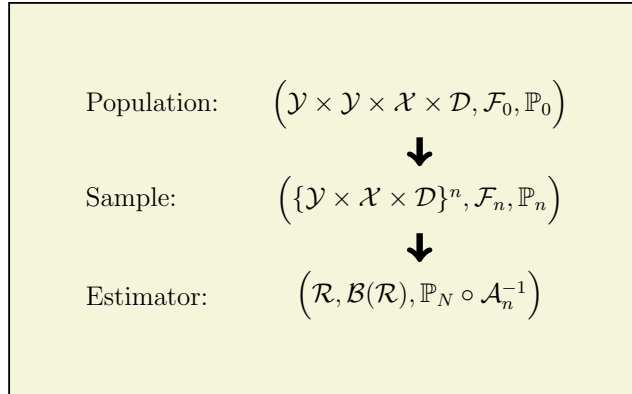 Population: (𝒴 × 𝒴 × 𝒳 × 𝒟, ℱ₀, ℙ₀)
Sample: ({𝒴 × 𝒳 × 𝒟}ⁿ, ℱₙ, ℙₙ)
Estimator: (ℛ, ℬ(ℛ), ℙ_N ∘ 𝒜ₙ⁻¹)